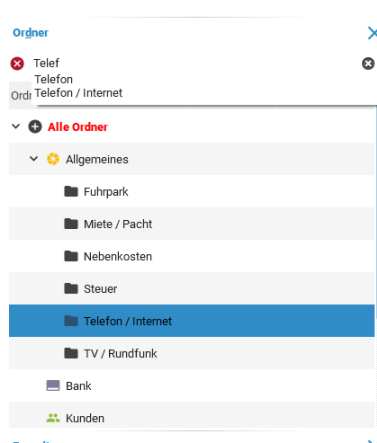 Ordner
Telef
Telefon
Telefon / Internet
Alle Ordner
Allgemeines
Fuhrpark
Miete / Pacht
Nebenkosten
Steuer
Telefon / Internet
TV / Rundfunk
Bank
Kunden